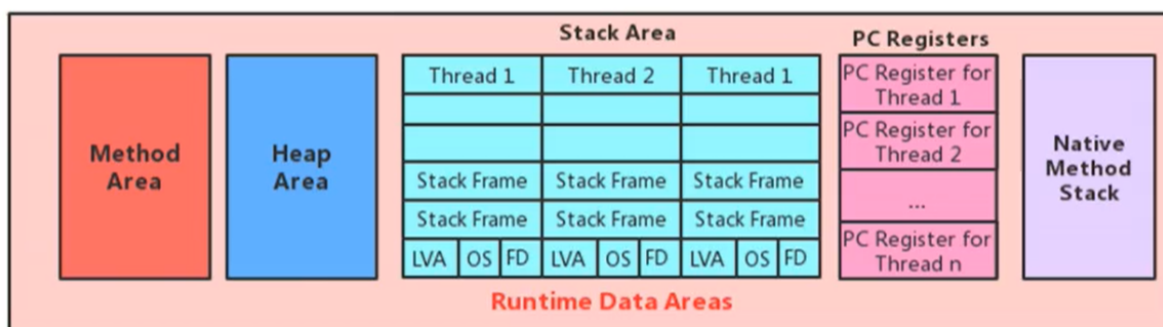 Stack Area
PC Registers
Method
Area
Heap
Area
Thread 1
Thread 2
Thread 1
Stack Frame
Stack Frame
Stack Frame
Stack Frame
Stack Frame
Stack Frame
LVA
OS
FD
LVA
OS
FD
LVA
OS
FD
PC Register for
Thread 1
PC Register for
Thread 2
...
PC Register for
Thread n
Native
Method
Stack
Runtime Data Areas